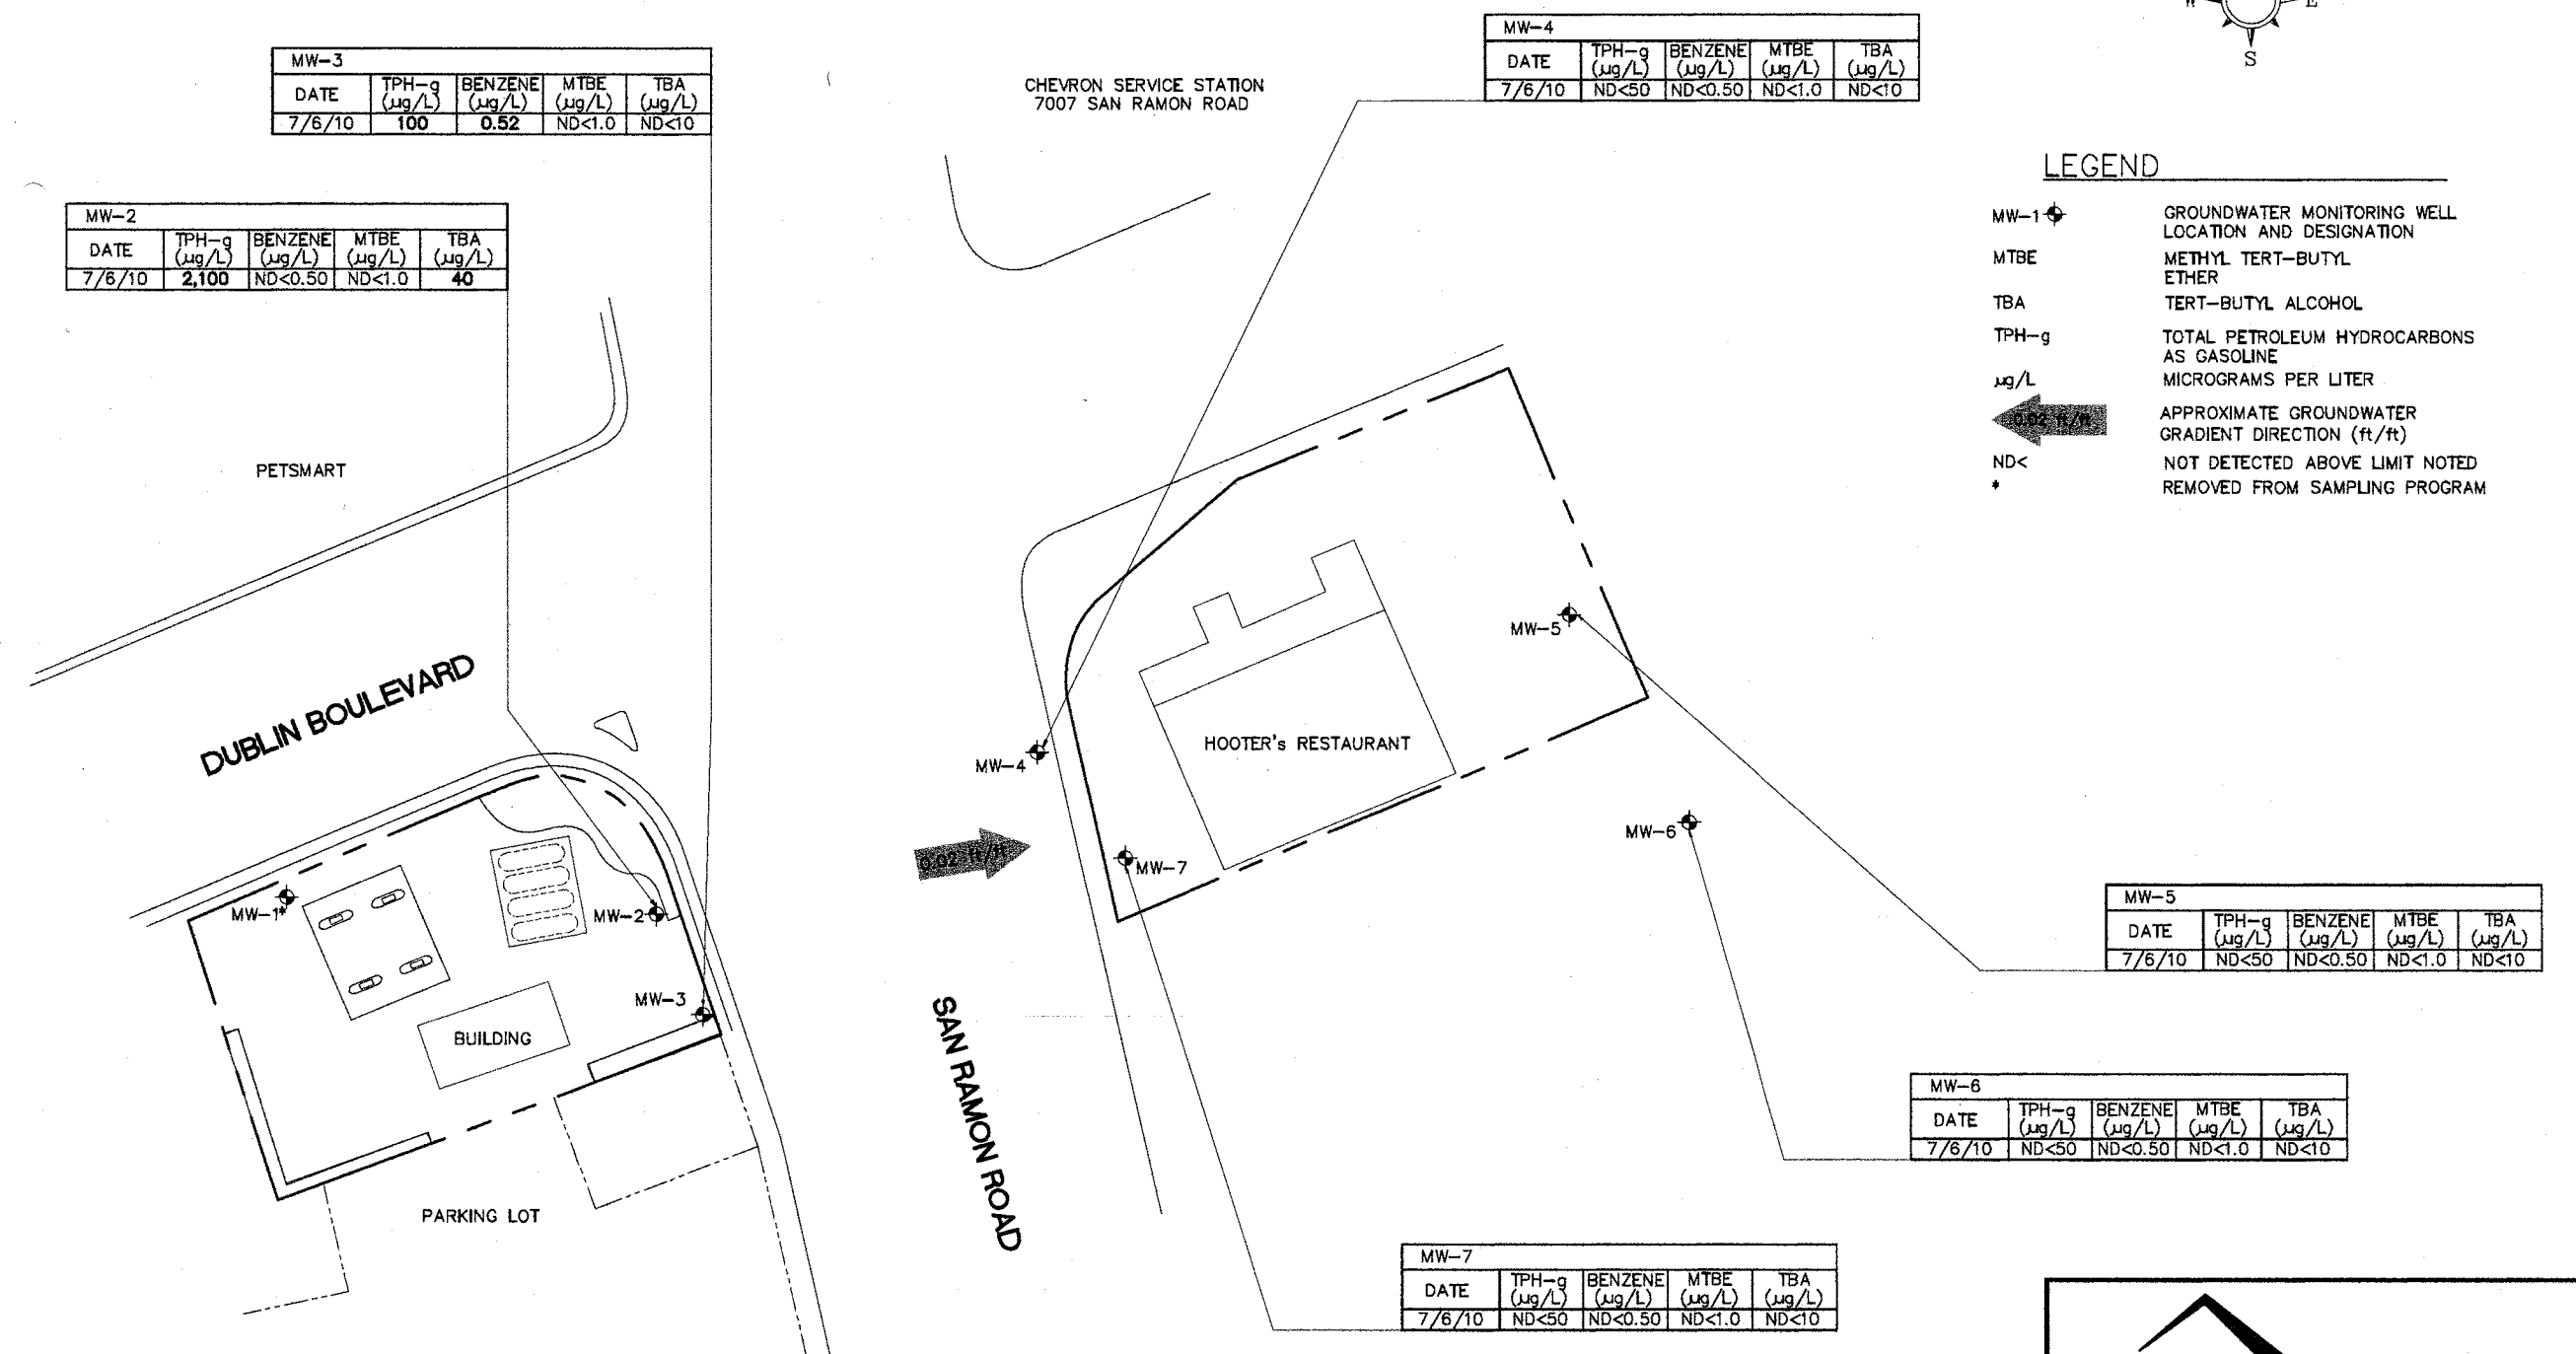 W E
S
MW-3
DATE TPH-g (µg/L) BENZENE (µg/L) MTBE (µg/L) TBA (µg/L)
7/6/10 100 0.52 ND<1.0 ND<10
MW-2
DATE TPH-g (µg/L) BENZENE (µg/L) MTBE (µg/L) TBA (µg/L)
7/6/10 2,100 ND<0.50 ND<1.0 40
CHEVRON SERVICE STATION
7007 SAN RAMON ROAD
MW-4
DATE TPH-g (µg/L) BENZENE (µg/L) MTBE (µg/L) TBA (µg/L)
7/6/10 ND<50 ND<0.50 ND<1.0 ND<10
LEGEND
MW-1 GROUNDWATER MONITORING WELL
LOCATION AND DESIGNATION
MTBE METHYL TERT-BUTYL
ETHER
TBA TERT-BUTYL ALCOHOL
TPH-g TOTAL PETROLEUM HYDROCARBONS
AS GASOLINE
µg/L MICROGRAMS PER LITER
0.02 ft/ft APPROXIMATE GROUNDWATER
GRADIENT DIRECTION (ft/ft)
ND< NOT DETECTED ABOVE LIMIT NOTED
* REMOVED FROM SAMPLING PROGRAM
PETSMART
DUBLIN BOULEVARD
MW-1*
MW-2
MW-3
BUILDING
PARKING LOT
MW-4
HOOTER's RESTAURANT
MW-5
MW-6
0.02 ft/ft
MW-7
SAN RAMON ROAD
MW-5
DATE TPH-g (µg/L) BENZENE (µg/L) MTBE (µg/L) TBA (µg/L)
7/6/10 ND<50 ND<0.50 ND<1.0 ND<10
MW-6
DATE TPH-g (µg/L) BENZENE (µg/L) MTBE (µg/L) TBA (µg/L)
7/6/10 ND<50 ND<0.50 ND<1.0 ND<10
MW-7
DATE TPH-g (µg/L) BENZENE (µg/L) MTBE (µg/L) TBA (µg/L)
7/6/10 ND<50 ND<0.50 ND<1.0 ND<10